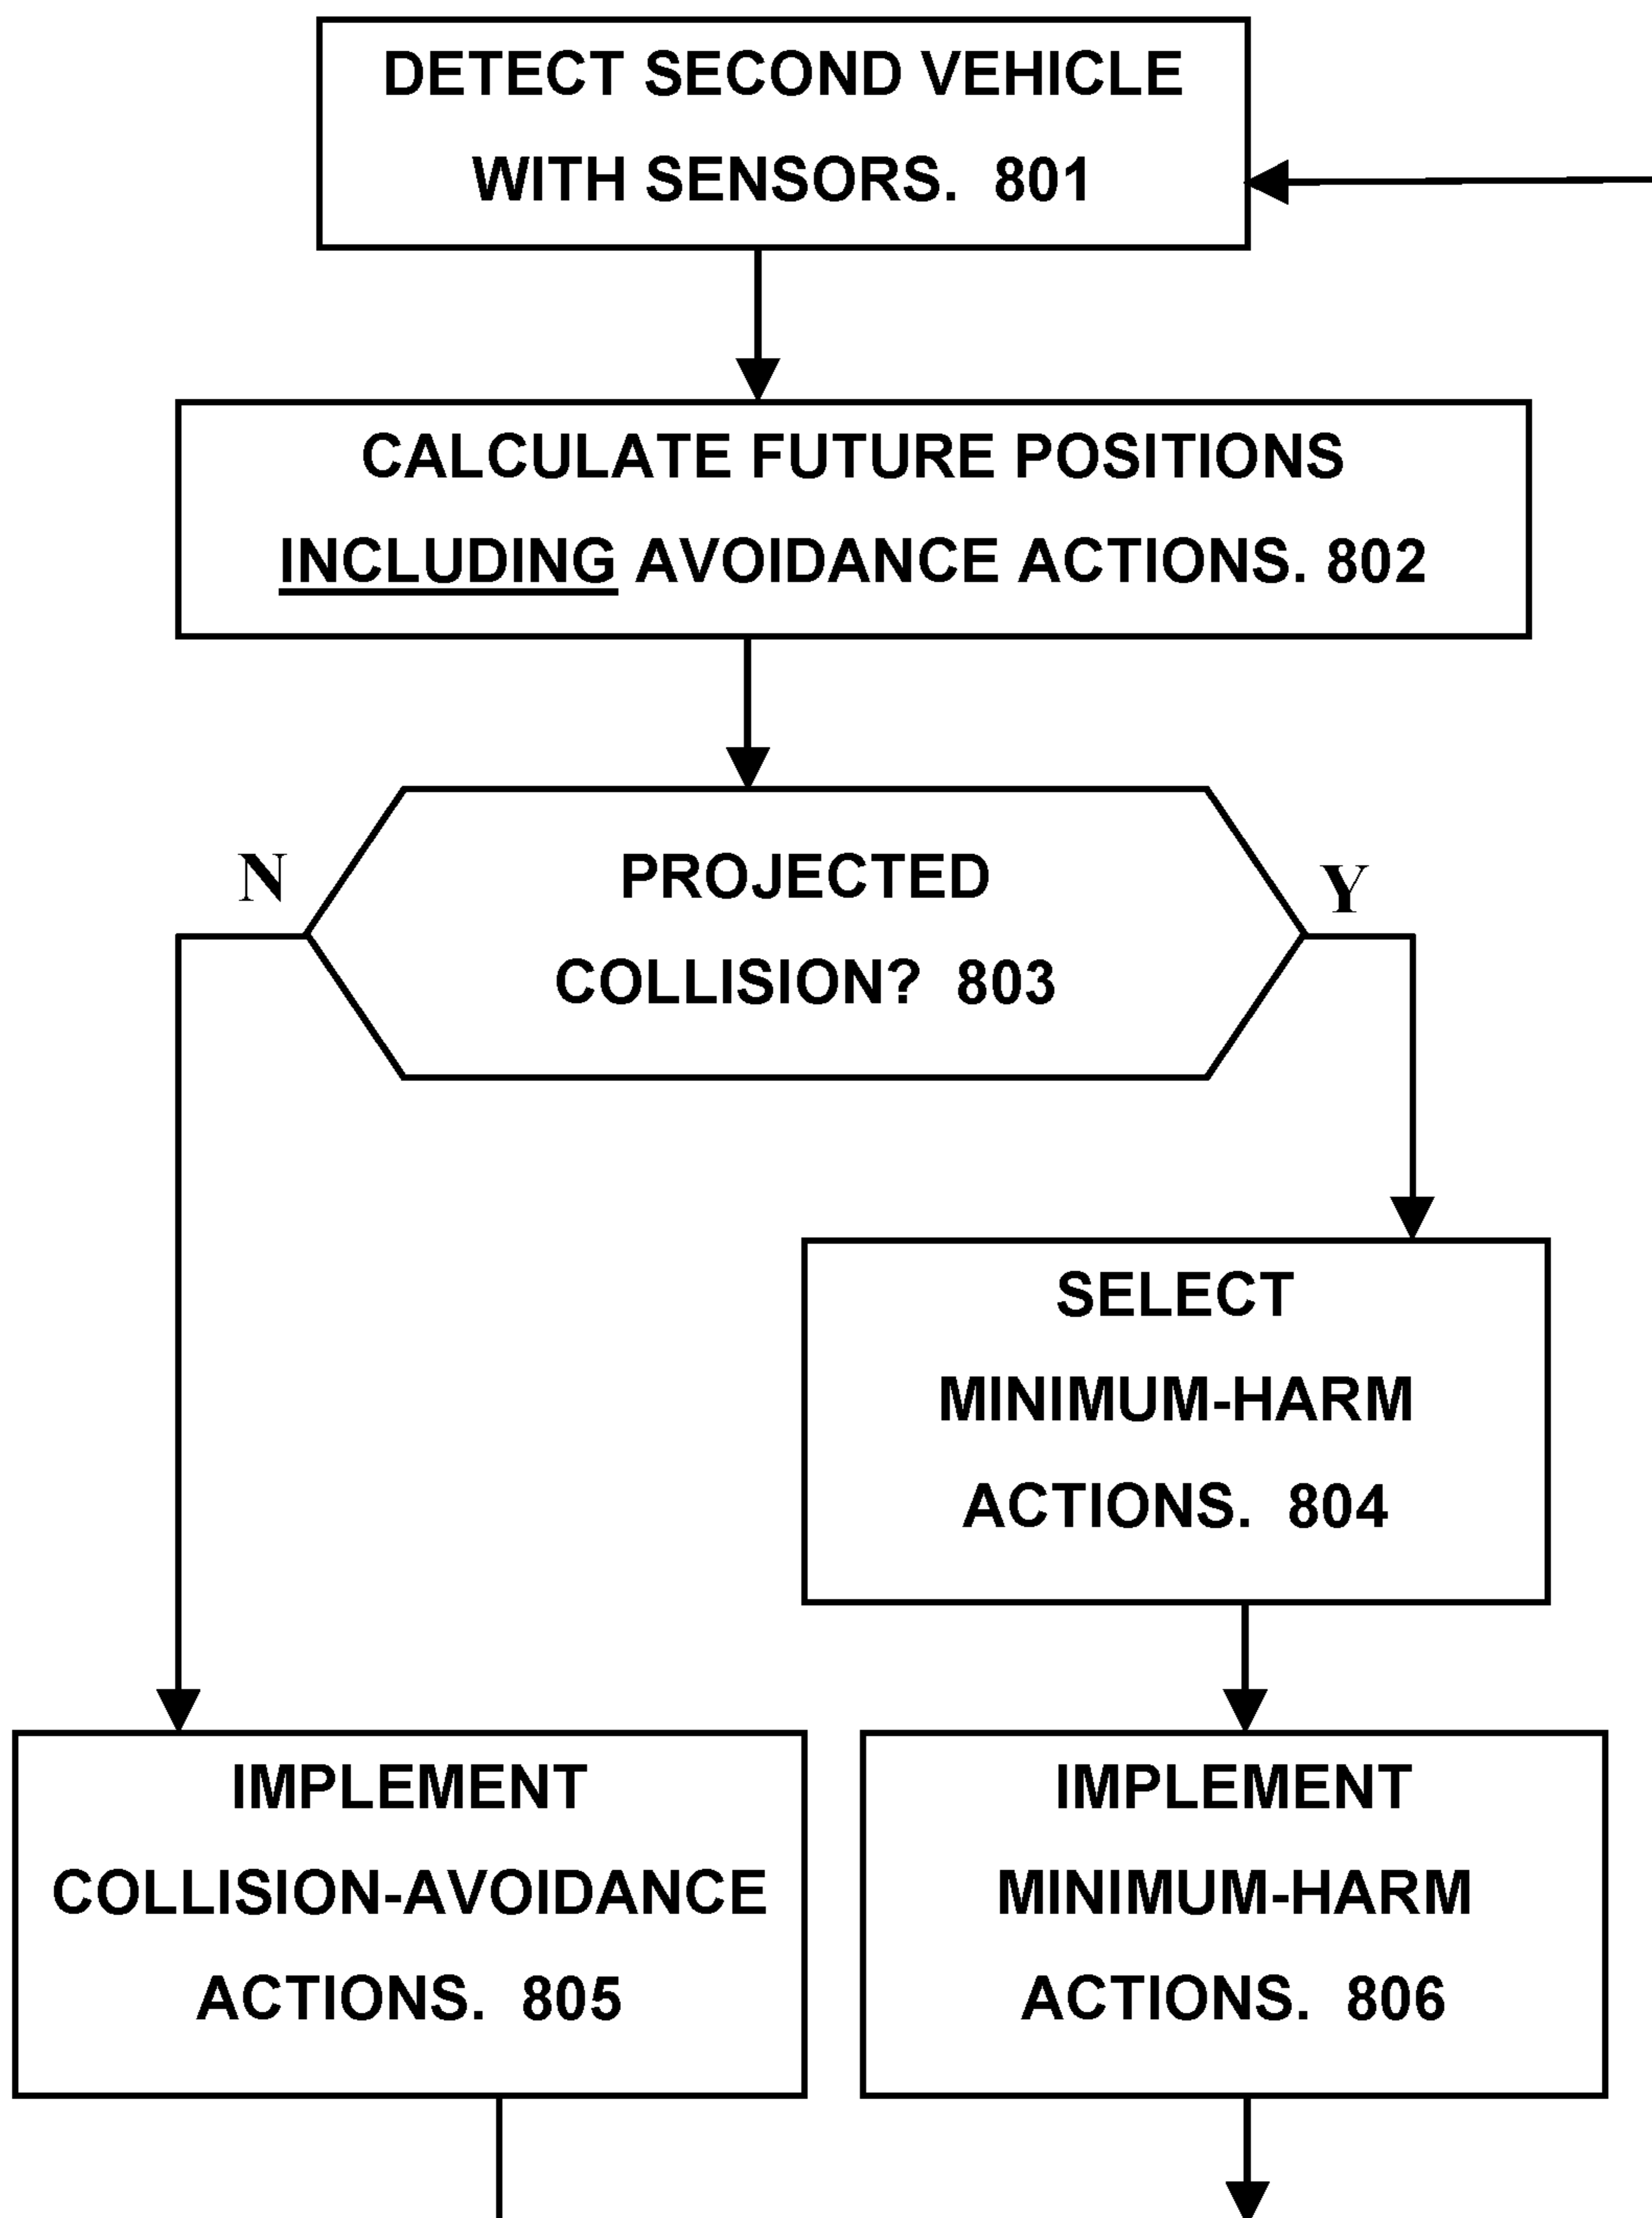 DETECT SECOND VEHICLE
WITH SENSORS. 801
CALCULATE FUTURE POSITIONS
INCLUDING AVOIDANCE ACTIONS. 802
N
Y
PROJECTED
COLLISION? 803
SELECT
MINIMUM-HARM
ACTIONS. 804
IMPLEMENT
COLLISION-AVOIDANCE
ACTIONS. 805
IMPLEMENT
MINIMUM-HARM
ACTIONS. 806